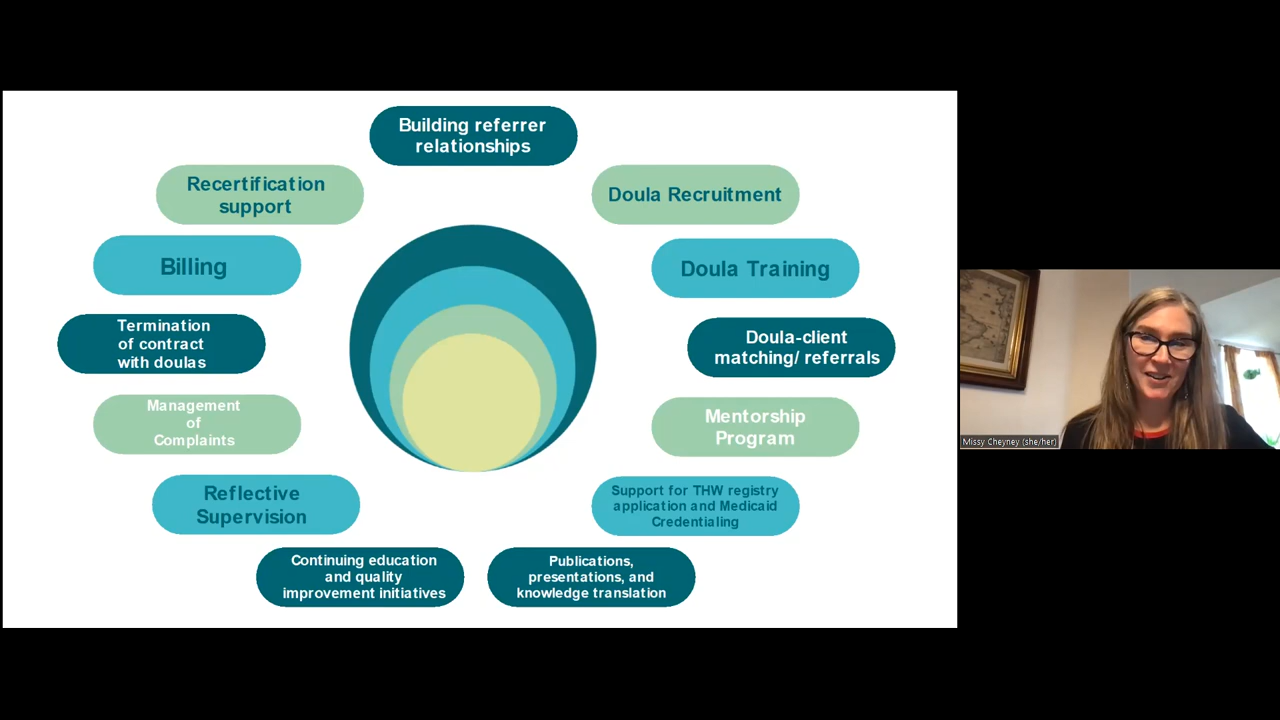 Building referrer
relationships
Recertification
support
Doula Recruitment
Billing
Doula Training
Termination
of contract
with doulas
Doula-client
matching/ referrals
Management
of
Complaints
Mentorship
Program
Reflective
Supervision
Support for THW registry
application and Medicaid
Credentialing
Continuing education
and quality
improvement initiatives
Publications,
presentations, and
knowledge translation
Missy Cheyney (she/her)